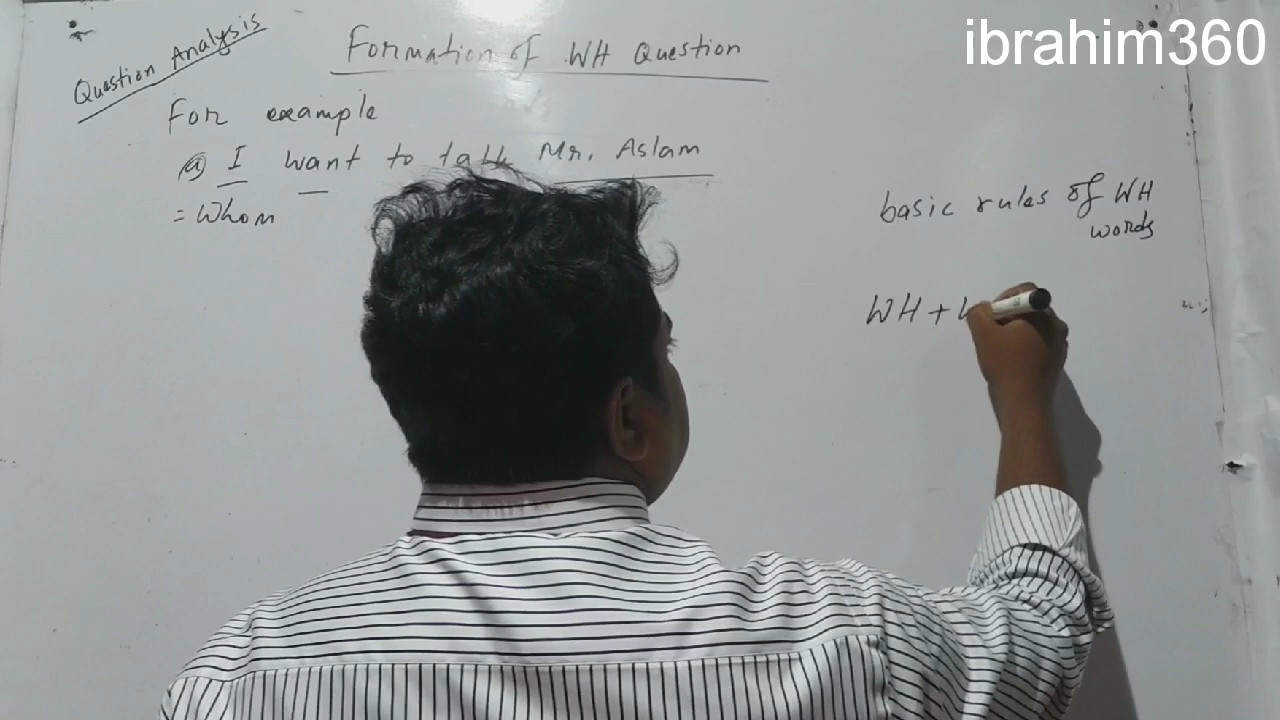 ibrahim360
Question Analysis
Formation of WH Question
For example
(a) I want to talk Mr. Aslam
= Whom
basic rules of WH
words
WH +